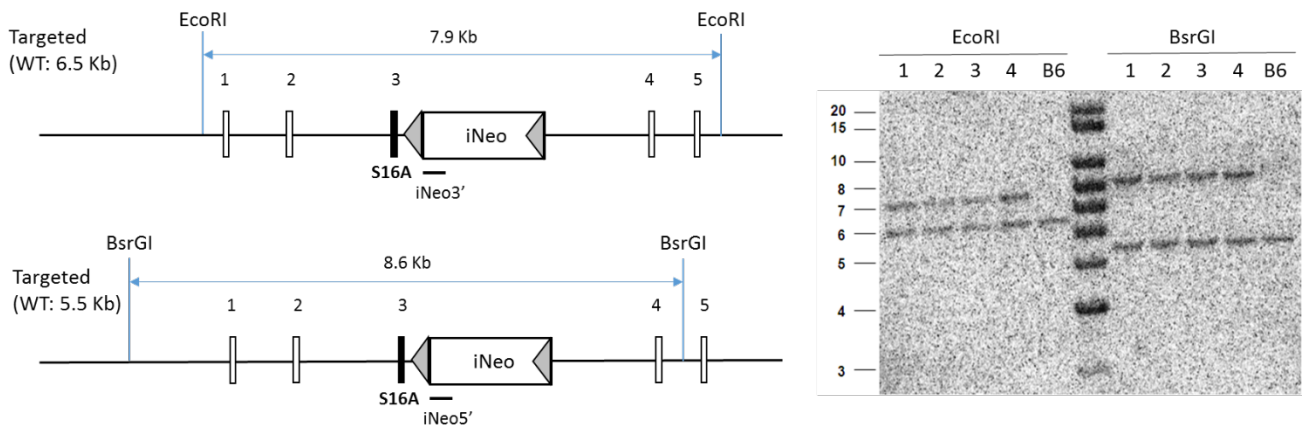 EcoRI EcoRI
Targeted
(WT: 6.5 Kb)
7.9 Kb
1 2 3 4 5
iNeo
S16A
iNeo3'
BsrGI BsrGI
Targeted
(WT: 5.5 Kb)
8.6 Kb
1 2 3 4 5
iNeo
S16A
iNeo5'
EcoRI BsrGI
1 2 3 4 B6 1 2 3 4 B6
20
15
10
8
7
6
5
4
3